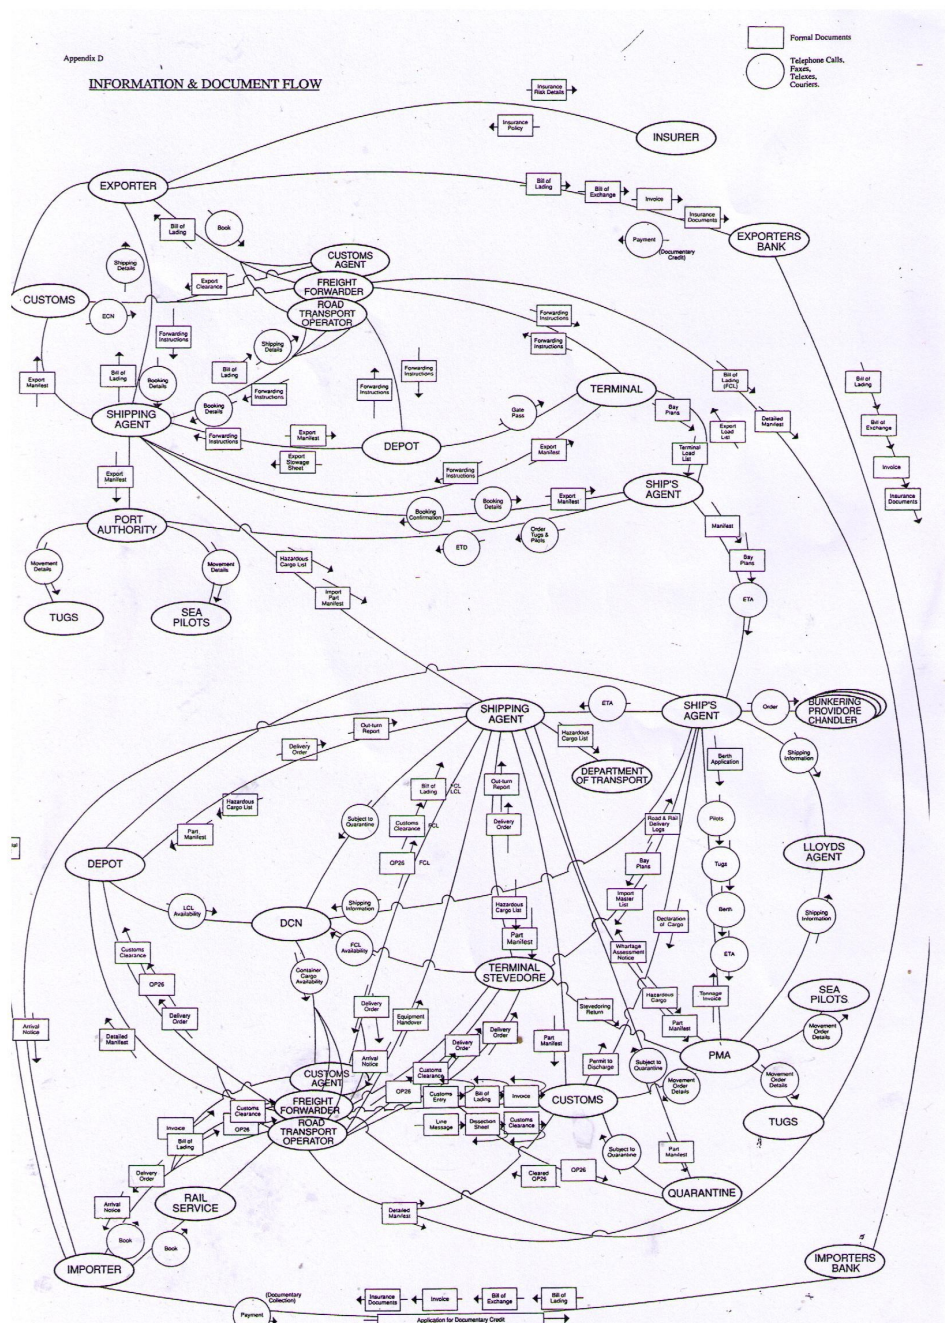 Appendix D
INFORMATION & DOCUMENT FLOW
Formal Documents
Telephone Calls,
Faxes,
Telexes,
Couriers.
Insurance
Risk Details
Insurance
Policy
INSURER
EXPORTER
Bill of
Lading
Bill of
Exchange
Invoice
Insurance
Documents
Payment
(Documentary
Credit)
EXPORTERS
BANK
Bill of
Lading
Book
Shipping
Details
Export
Clearance
CUSTOMS
AGENT
FREIGHT
FORWARDER
ROAD
TRANSPORT
OPERATOR
CUSTOMS
ECN
Forwarding
Instructions
Shipping
Details
Forwarding
Instructions
Forwarding
Instructions
Export
Manifest
Bill of
Lading
Booking
Details
Bill of
Lading
Booking
Details
Forwarding
Instructions
Forwarding
Instructions
Forwarding
Instructions
TERMINAL
Bill of
Lading
(FCL)
Detailed
Manifest
Bill of
Lading
Bill of
Exchange
Invoice
Insurance
Documents
SHIPPING
AGENT
Forwarding
Instructions
Export
Manifest
Export
Stowage
Sheet
DEPOT
Gate
Pass
Bay
Plans
Export
Load
List
Terminal
Load
List
Export
Manifest
Forwarding
Instructions
SHIP'S
AGENT
Export
Manifest
Booking
Confirmation
Booking
Details
Export
Manifest
PORT
AUTHORITY
ETD
Order
Tugs &
Pilots
Manifest
Bay
Plans
ETA
Movement
Details
Movement
Details
Hazardous
Cargo List
Import
Part
Manifest
TUGS
SEA
PILOTS
SHIPPING
AGENT
ETA
SHIP'S
AGENT
Order
BUNKERING
PROVIDORE
CHANDLER
Out-turn
Report
Delivery
Order
Hazardous
Cargo List
DEPARTMENT
OF TRANSPORT
Berth
Application
Shipping
Information
Hazardous
Cargo List
Part
Manifest
Subject to
Quarantine
Bill of
Lading
FCL
LCL
Customs
Clearance
FCL
QP26
FCL
Out-turn
Report
Delivery
Order
Road & Rail
Delivery
Logs
Pilots
Bay
Plans
Tugs
LLOYDS
AGENT
DEPOT
LCL
Availability
DCN
Shipping
Information
FCL
Availability
Hazardous
Cargo List
Part
Manifest
Import
Master
List
Declaration
of Cargo
Berth
Shipping
Information
Wharfage
Assessment
Notice
ETA
Customs
Clearance
QP26
Delivery
Order
Container
Cargo
Availability
TERMINAL
STEVEDORE
Hazardous
Cargo
Tonnage
Invoice
SEA
PILOTS
Arrival
Notice
Detailed
Manifest
Delivery
Order
Equipment
Handover
Stevedoring
Return
Part
Manifest
Movement
Order
Details
Arrival
Notice
Delivery
Order
Delivery
Order
Part
Manifest
Permit to
Discharge
Subject to
Quarantine
PMA
Movement
Order
Details
Movement
Order
Details
CUSTOMS
AGENT
FREIGHT
FORWARDER
ROAD
TRANSPORT
OPERATOR
Customs
Clearance
QP26
Customs
Entry
Bill of
Lading
Invoice
CUSTOMS
TUGS
Invoice
Customs
Clearance
QP26
Bill of
Lading
Line
Message
Dissection
Sheet
Customs
Clearance
Subject to
Quarantine
Part
Manifest
Delivery
Order
Cleared
QP26
QP26
QUARANTINE
Arrival
Notice
RAIL
SERVICE
Detailed
Manifest
Book
Book
IMPORTER
IMPORTERS
BANK
(Documentary
Collection)
Payment
Insurance
Documents
Invoice
Bill of
Exchange
Bill of
Lading
Application for Documentary Credit